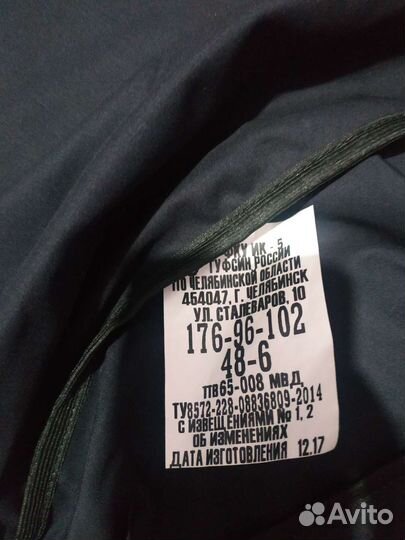 ФКУ ИК - 5
ГУФСИН РОССИИ
ПО ЧЕЛЯБИНСКОЙ ОБЛАСТИ
454047, Г. ЧЕЛЯБИНСК
УЛ. СТАЛЕВАРОВ, 10
176-96-102
48-6
ПВ65-008 МВД
ТУ8572-228-08836809-2014
С ИЗВЕЩЕНИЯМИ № 1, 2
ОБ ИЗМЕНЕНИЯХ
ДАТА ИЗГОТОВЛЕНИЯ 12.17
Avito